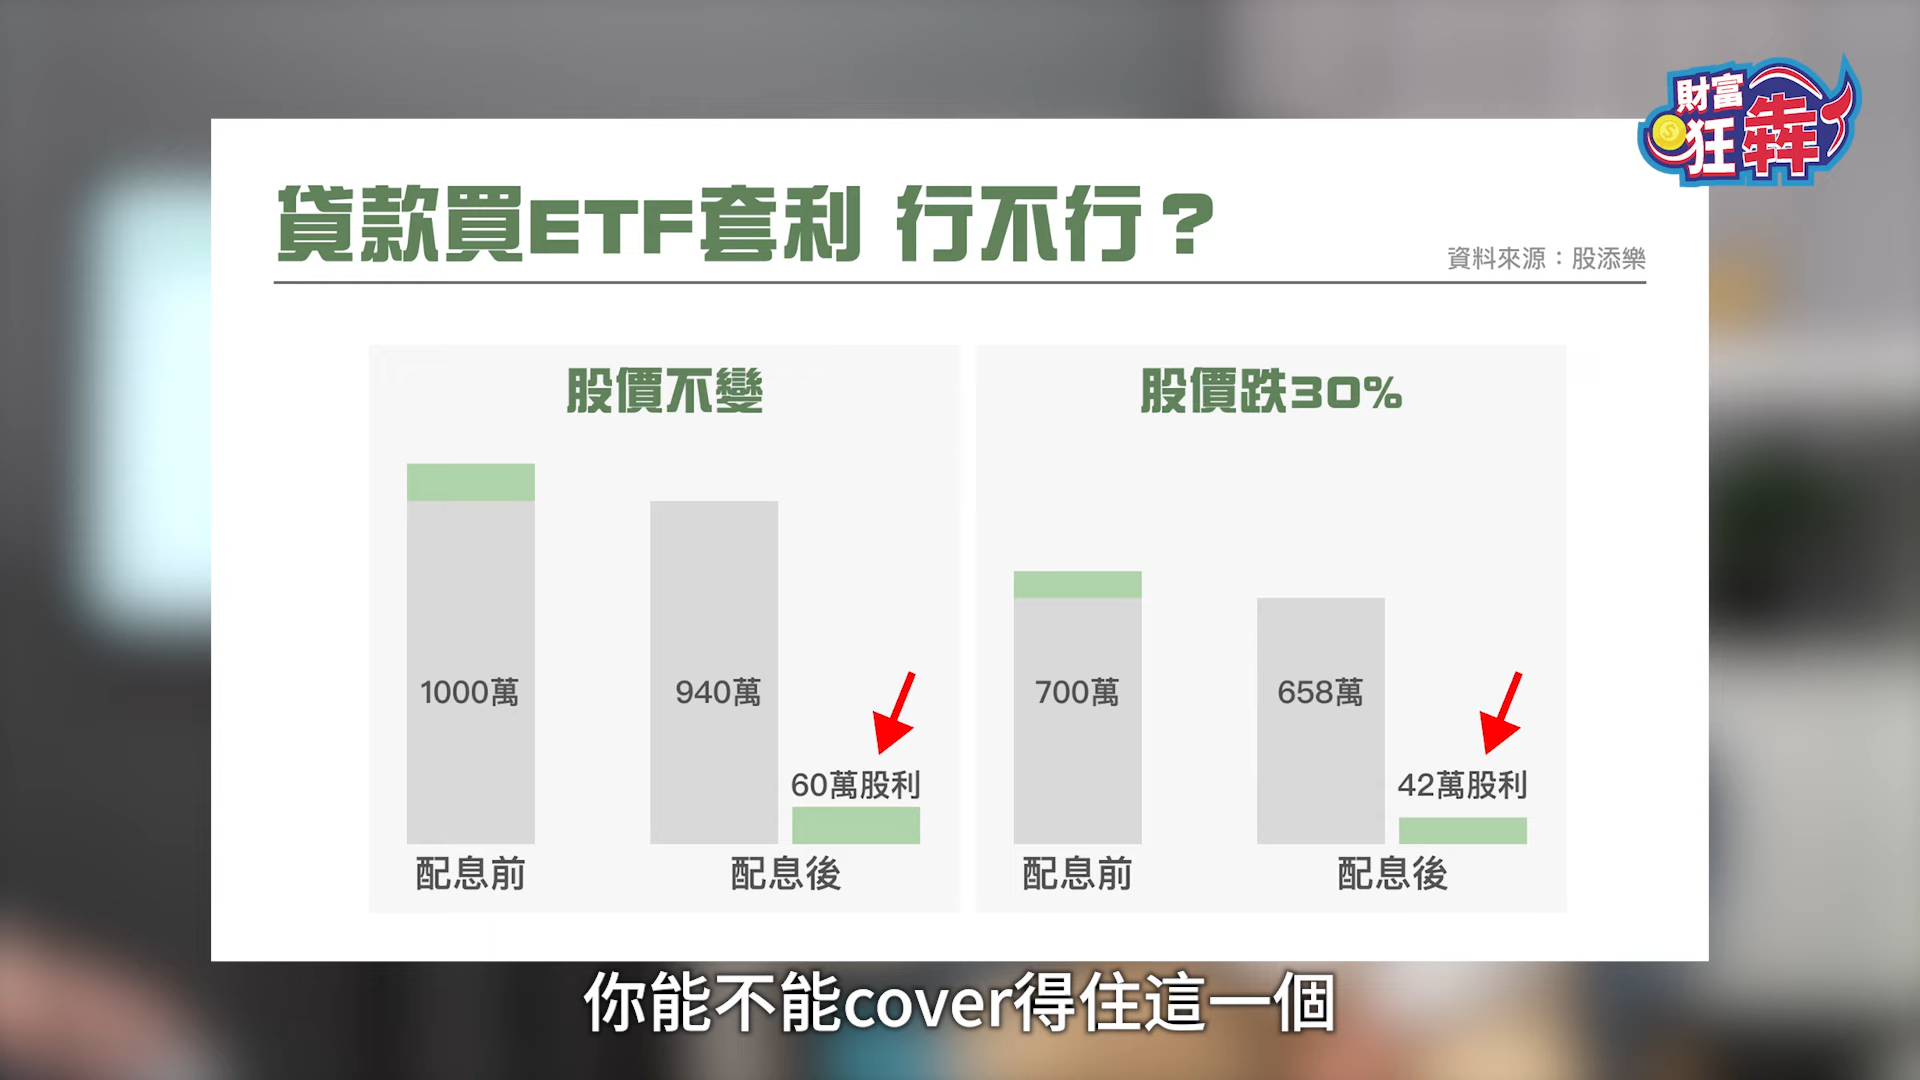 財富
狂犇
貸款買ETF套利 行不行？
資料來源：股添樂
股價不變
股價跌30%
1000萬
940萬
60萬股利
700萬
658萬
42萬股利
配息前
配息後
配息前
配息後
你能不能cover得住這一個